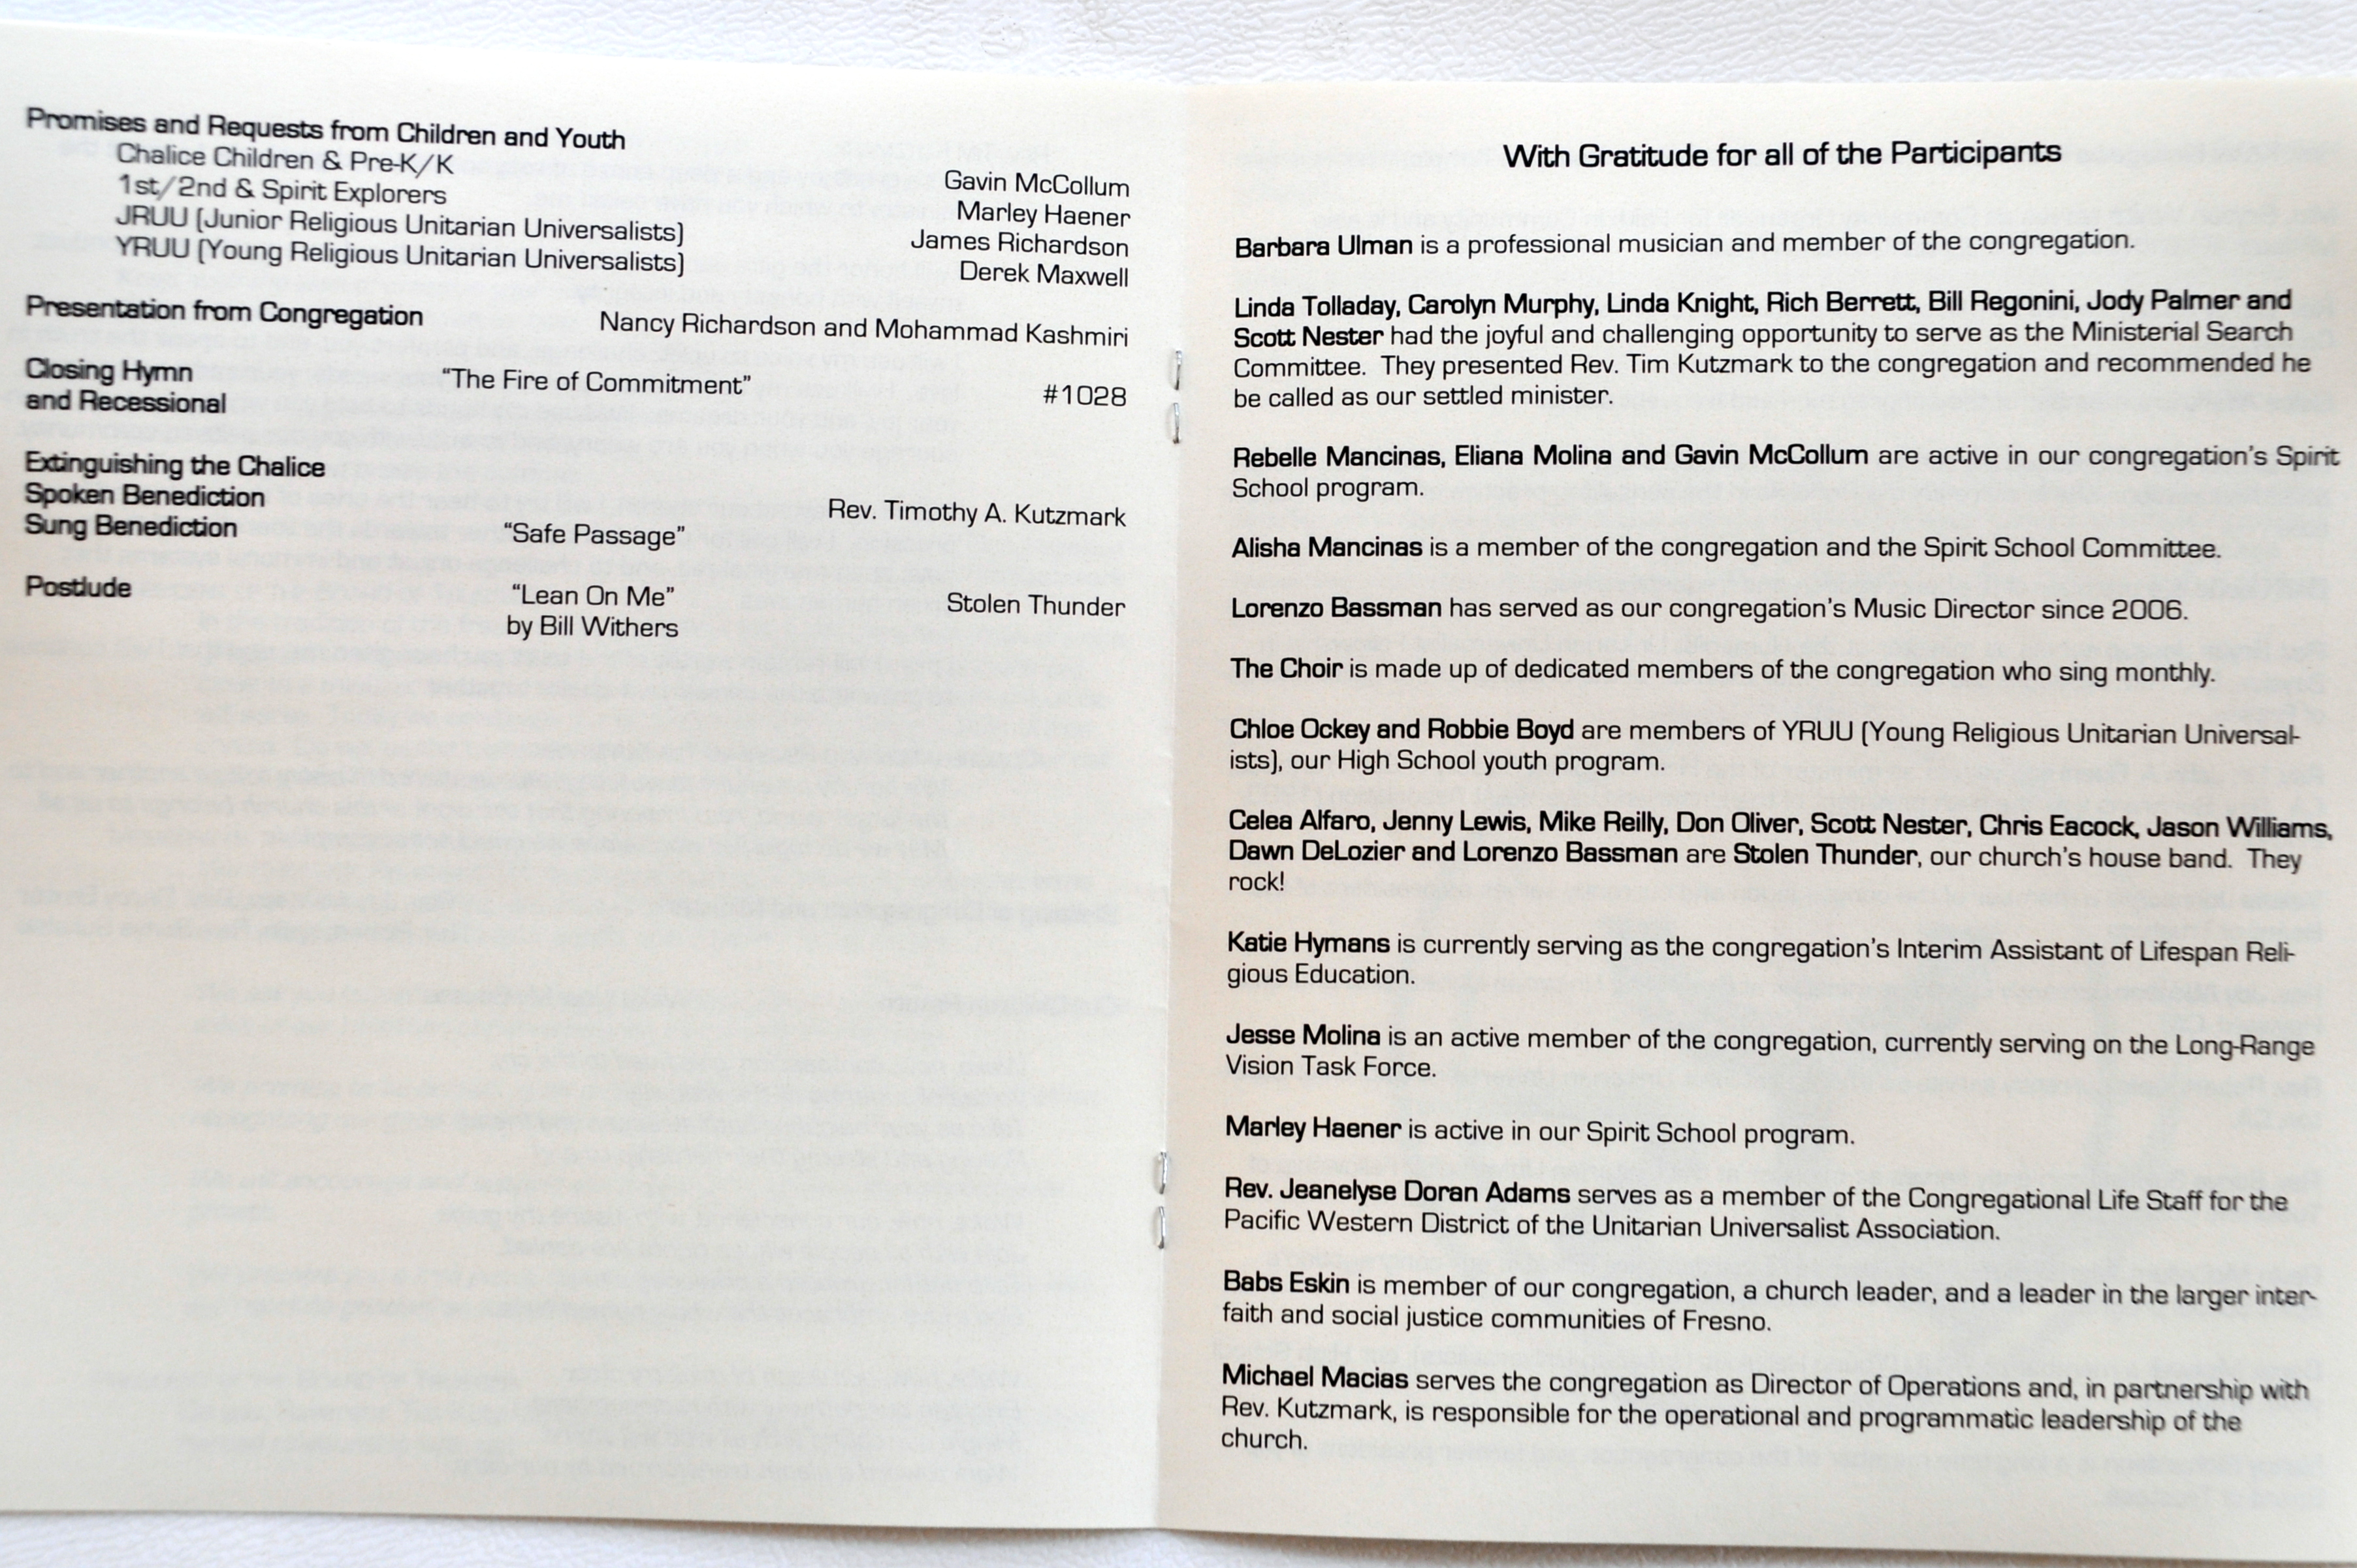 Promises and Requests from Children and Youth
Chalice Children & Pre-K/K Gavin McCollum
1st/2nd & Spirit Explorers Marley Haener
JRUU (Junior Religious Unitarian Universalists) James Richardson
YRUU (Young Religious Unitarian Universalists) Derek Maxwell
Presentation from Congregation Nancy Richardson and Mohammad Kashmiri
Closing Hymn "The Fire of Commitment" #1028
and Recessional
Extinguishing the Chalice
Spoken Benediction Rev. Timothy A. Kutzmark
Sung Benediction "Safe Passage"
Postlude "Lean On Me" Stolen Thunder
by Bill Withers
With Gratitude for all of the Participants
Barbara Ulman is a professional musician and member of the congregation.
Linda Tolladay, Carolyn Murphy, Linda Knight, Rich Berrett, Bill Regonini, Jody Palmer and
Scott Nester had the joyful and challenging opportunity to serve as the Ministerial Search
Committee. They presented Rev. Tim Kutzmark to the congregation and recommended he
be called as our settled minister.
Rebelle Mancinas, Eliana Molina and Gavin McCollum are active in our congregation's Spirit
School program.
Alisha Mancinas is a member of the congregation and the Spirit School Committee.
Lorenzo Bassman has served as our congregation's Music Director since 2006.
The Choir is made up of dedicated members of the congregation who sing monthly.
Chloe Ockey and Robbie Boyd are members of YRUU (Young Religious Unitarian Universal-
ists), our High School youth program.
Celea Alfaro, Jenny Lewis, Mike Reilly, Don Oliver, Scott Nester, Chris Eacock, Jason Williams,
Dawn DeLozier and Lorenzo Bassman are Stolen Thunder, our church's house band. They
rock!
Katie Hymans is currently serving as the congregation's Interim Assistant of Lifespan Reli-
gious Education.
Jesse Molina is an active member of the congregation, currently serving on the Long-Range
Vision Task Force.
Marley Haener is active in our Spirit School program.
Rev. Jeanelyse Doran Adams serves as a member of the Congregational Life Staff for the
Pacific Western District of the Unitarian Universalist Association.
Babs Eskin is member of our congregation, a church leader, and a leader in the larger inter-
faith and social justice communities of Fresno.
Michael Macias serves the congregation as Director of Operations and, in partnership with
Rev. Kutzmark, is responsible for the operational and programmatic leadership of the
church.